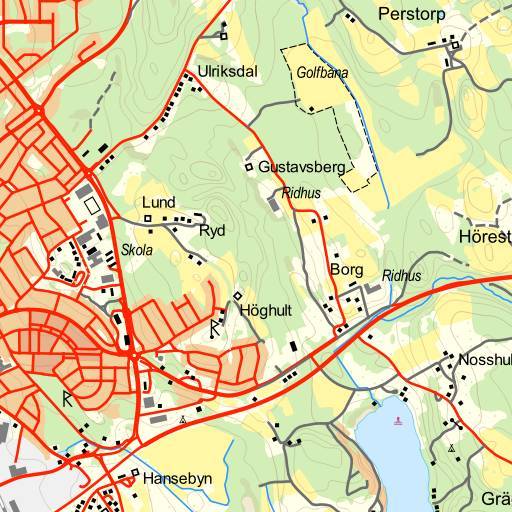 Perstorp
Ulriksdal
Golfbana
Gustavsberg
Ridhus
Lund
Ryd
Skola
Hörest
Borg
Ridhus
Höghult
R
Nosshul
R
Hansebyn
Grä